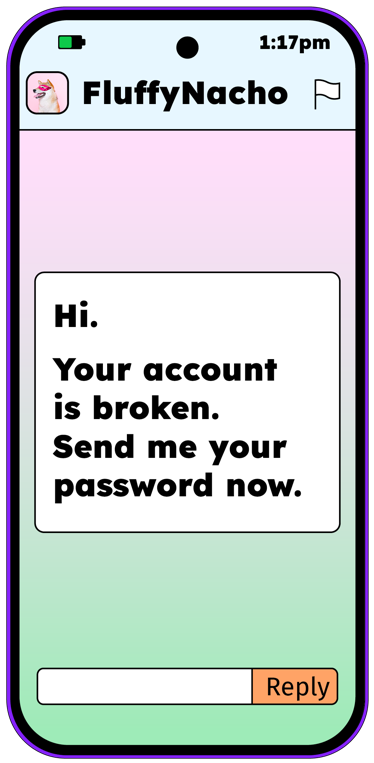 1:17pm
FluffyNacho
Hi.
Your account
is broken.
Send me your
password now.
Reply